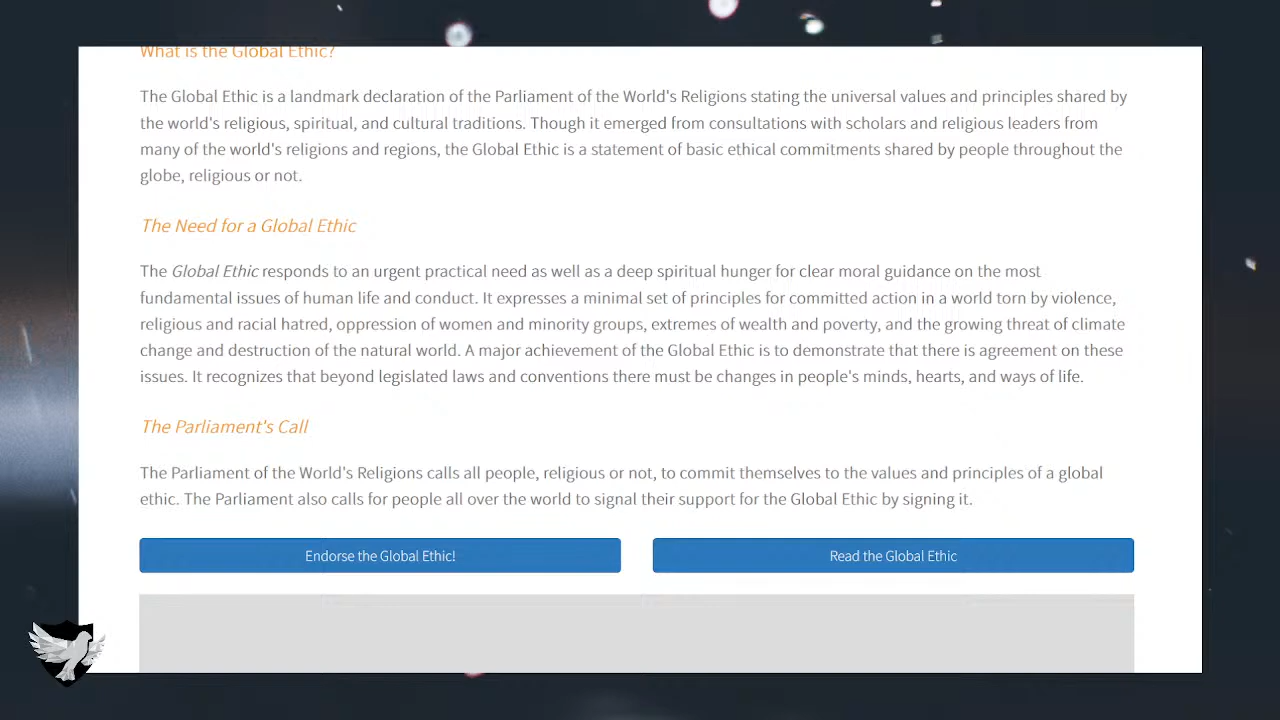 What is the Global Ethic?
The Global Ethic is a landmark declaration of the Parliament of the World's Religions stating the universal values and principles shared by
the world's religious, spiritual, and cultural traditions. Though it emerged from consultations with scholars and religious leaders from
many of the world's religions and regions, the Global Ethic is a statement of basic ethical commitments shared by people throughout the
globe, religious or not.
The Need for a Global Ethic
The Global Ethic responds to an urgent practical need as well as a deep spiritual hunger for clear moral guidance on the most
fundamental issues of human life and conduct. It expresses a minimal set of principles for committed action in a world torn by violence,
religious and racial hatred, oppression of women and minority groups, extremes of wealth and poverty, and the growing threat of climate
change and destruction of the natural world. A major achievement of the Global Ethic is to demonstrate that there is agreement on these
issues. It recognizes that beyond legislated laws and conventions there must be changes in people's minds, hearts, and ways of life.
The Parliament's Call
The Parliament of the World's Religions calls all people, religious or not, to commit themselves to the values and principles of a global
ethic. The Parliament also calls for people all over the world to signal their support for the Global Ethic by signing it.
Endorse the Global Ethic!
Read the Global Ethic